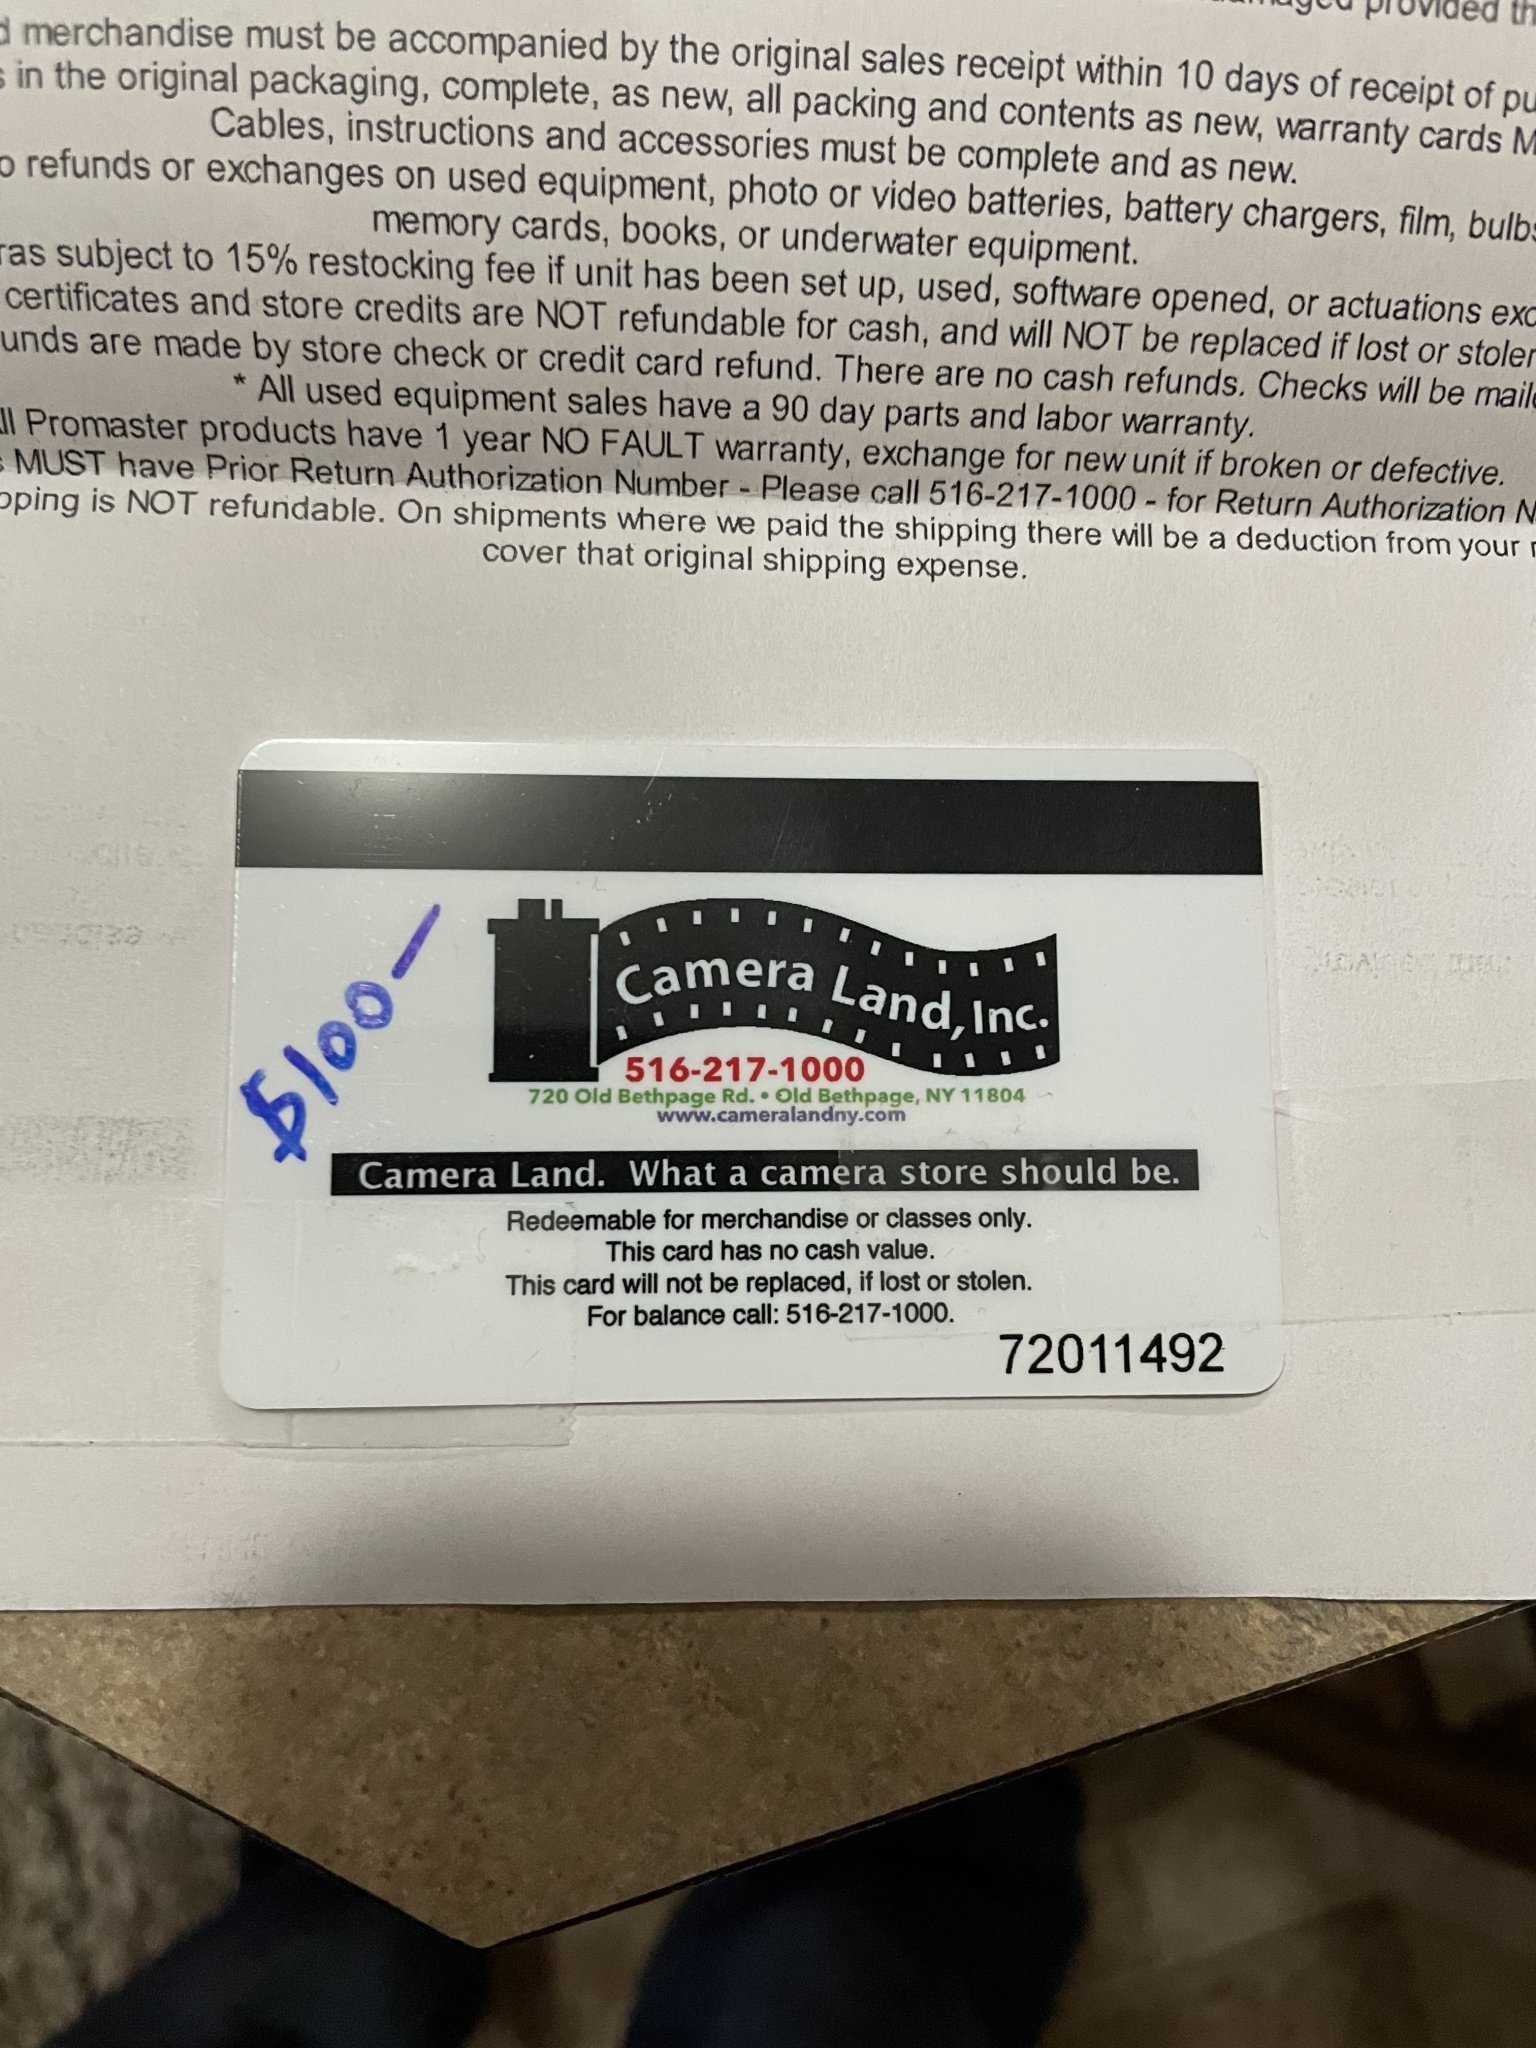 provided th
merchandise must be accompanied by the original sales receipt within 10 days of receipt of
in the original packaging, complete, as new, all packing and contents as new, warranty cards
Cables, instructions and accessories must be complete and as new.
refunds or exchanges on used equipment, photo or video batteries, battery chargers, film, bulbs
memory cards, books, or underwater equipment.
ras subject to 15% restocking fee if unit has been set up, used, software opened, or actuations exc
certificates and store credits are NOT refundable for cash, and will NOT be replaced if lost or stolen
unds are made by store check or credit card refund. There are no cash refunds. Checks will be maile
* All used equipment sales have a 90 day parts and labor warranty.
ll Promaster products have 1 year NO FAULT warranty, exchange for new unit if broken or defective.
s MUST have Prior Return Authorization Number - Please call 516-217-1000 - for Return Authorization N
pping is NOT refundable. On shipments where we paid the shipping there will be a deduction from your r
cover that original shipping expense.
$100-
Camera Land, Inc.
516-217-1000
720 Old Bethpage Rd. • Old Bethpage, NY 11804
www.cameralandny.com
Camera Land. What a camera store should be.
Redeemable for merchandise or classes only.
This card has no cash value.
This card will not be replaced, if lost or stolen.
For balance call: 516-217-1000.
72011492